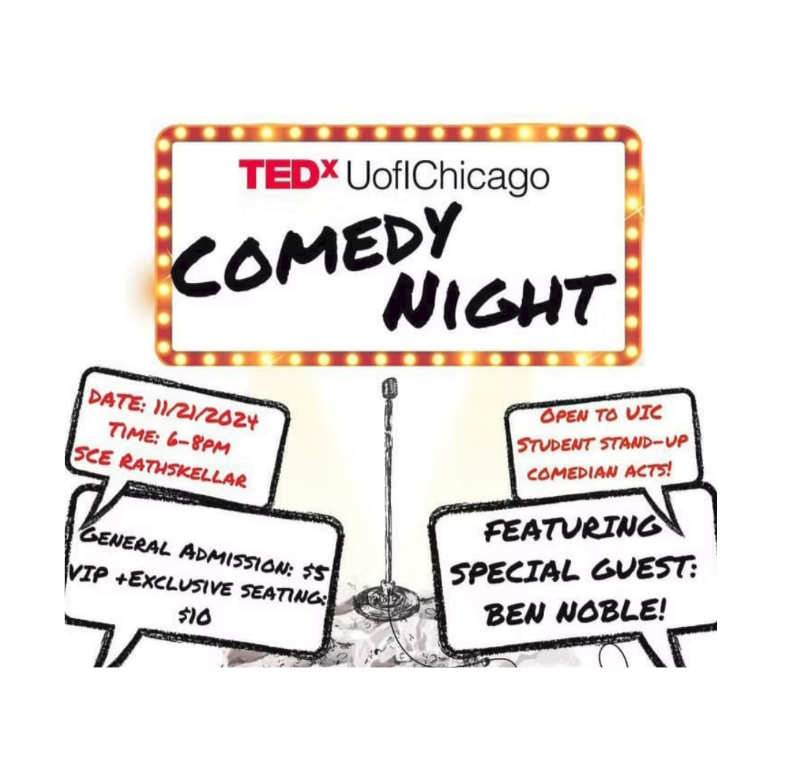 TEDx UofIChicago
COMEDY
NIGHT
DATE: 11/21/2024
TIME: 6-8PM
SCE RATHSKELLAR
OPEN TO UIC
STUDENT STAND-UP
COMEDIAN ACTS!
GENERAL ADMISSION: $5
VIP +EXCLUSIVE SEATING:
$10
FEATURING
SPECIAL GUEST:
BEN NOBLE!